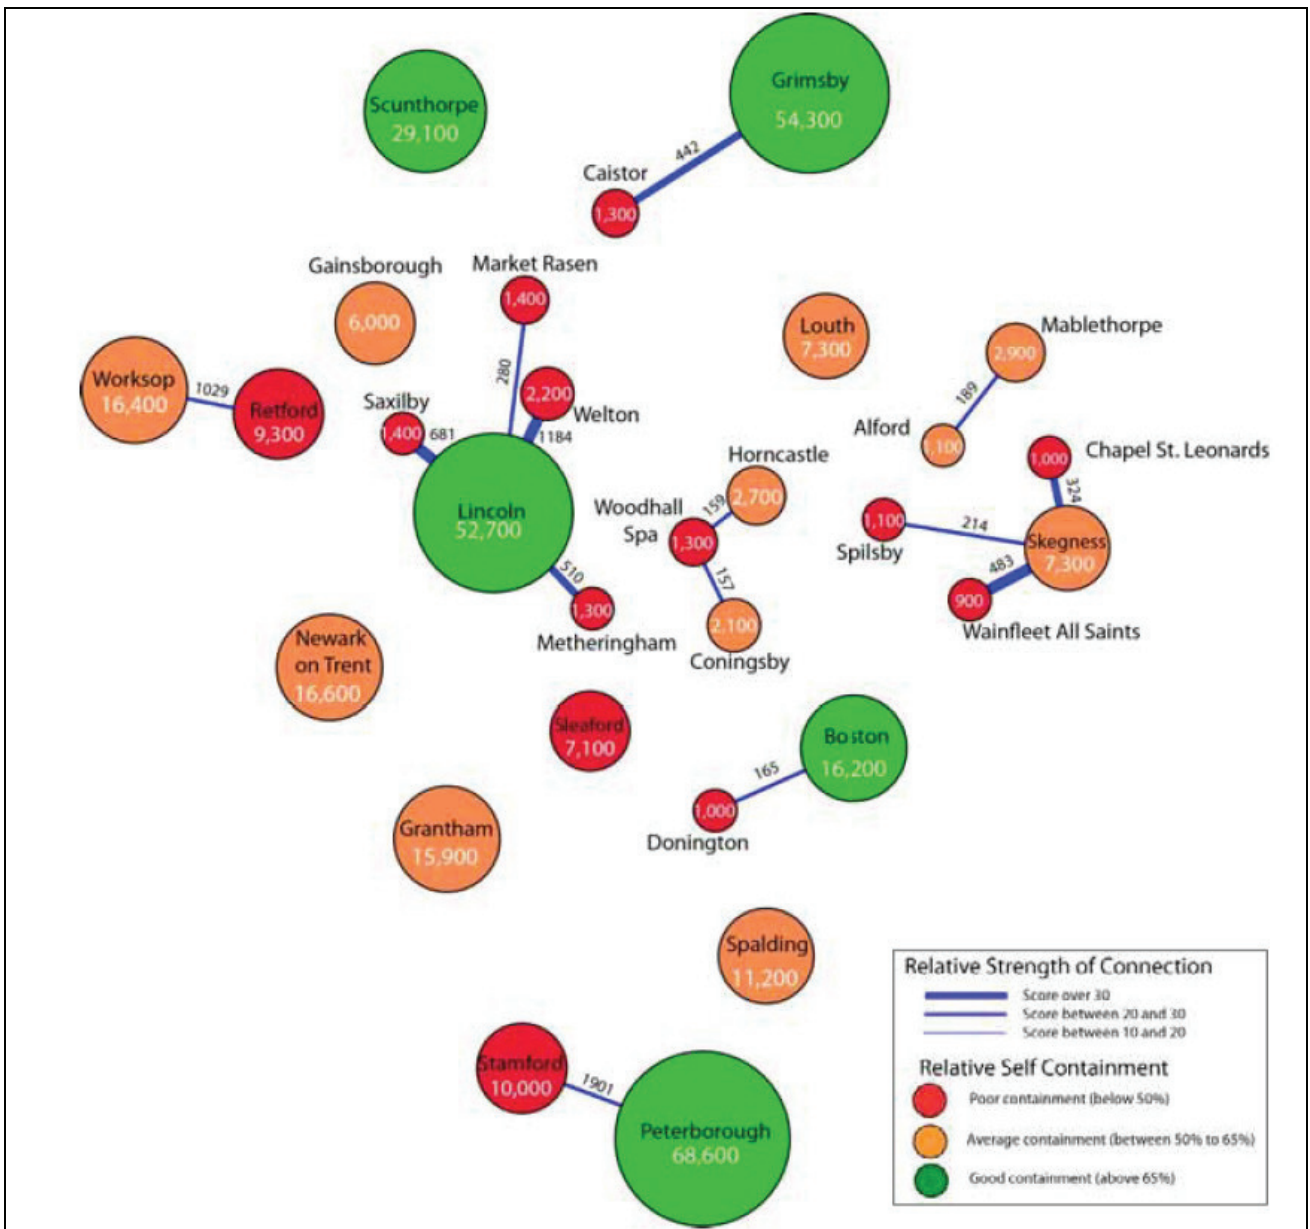 Scunthorpe
29,100
Grimsby
54,300
442
Caistor
1,300
Gainsborough
6,000
Market Rasen
1,400
Louth
7,300
Mablethorpe
2,900
189
Alford
1,100
Worksop
16,400
1029
Retford
9,300
280
2,200
Welton
1184
Saxilby
1,400
681
Lincoln
52,700
510
1,300
Metheringham
Horncastle
2,700
159
Woodhall
Spa
1,300
157
2,100
Coningsby
Chapel St. Leonards
1,000
324
1,100
Spilsby
214
Skegness
7,300
483
900
Wainfleet All Saints
Newark
on Trent
16,600
Sleaford
7,100
Boston
16,200
165
1,000
Donington
Grantham
15,900
Spalding
11,200
Stamford
10,000
1901
Peterborough
68,600
Relative Strength of Connection
Score over 30
Score between 20 and 30
Score between 10 and 20
Relative Self Containment
Poor containment (below 50%)
Average containment (between 50% to 65%)
Good containment (above 65%)